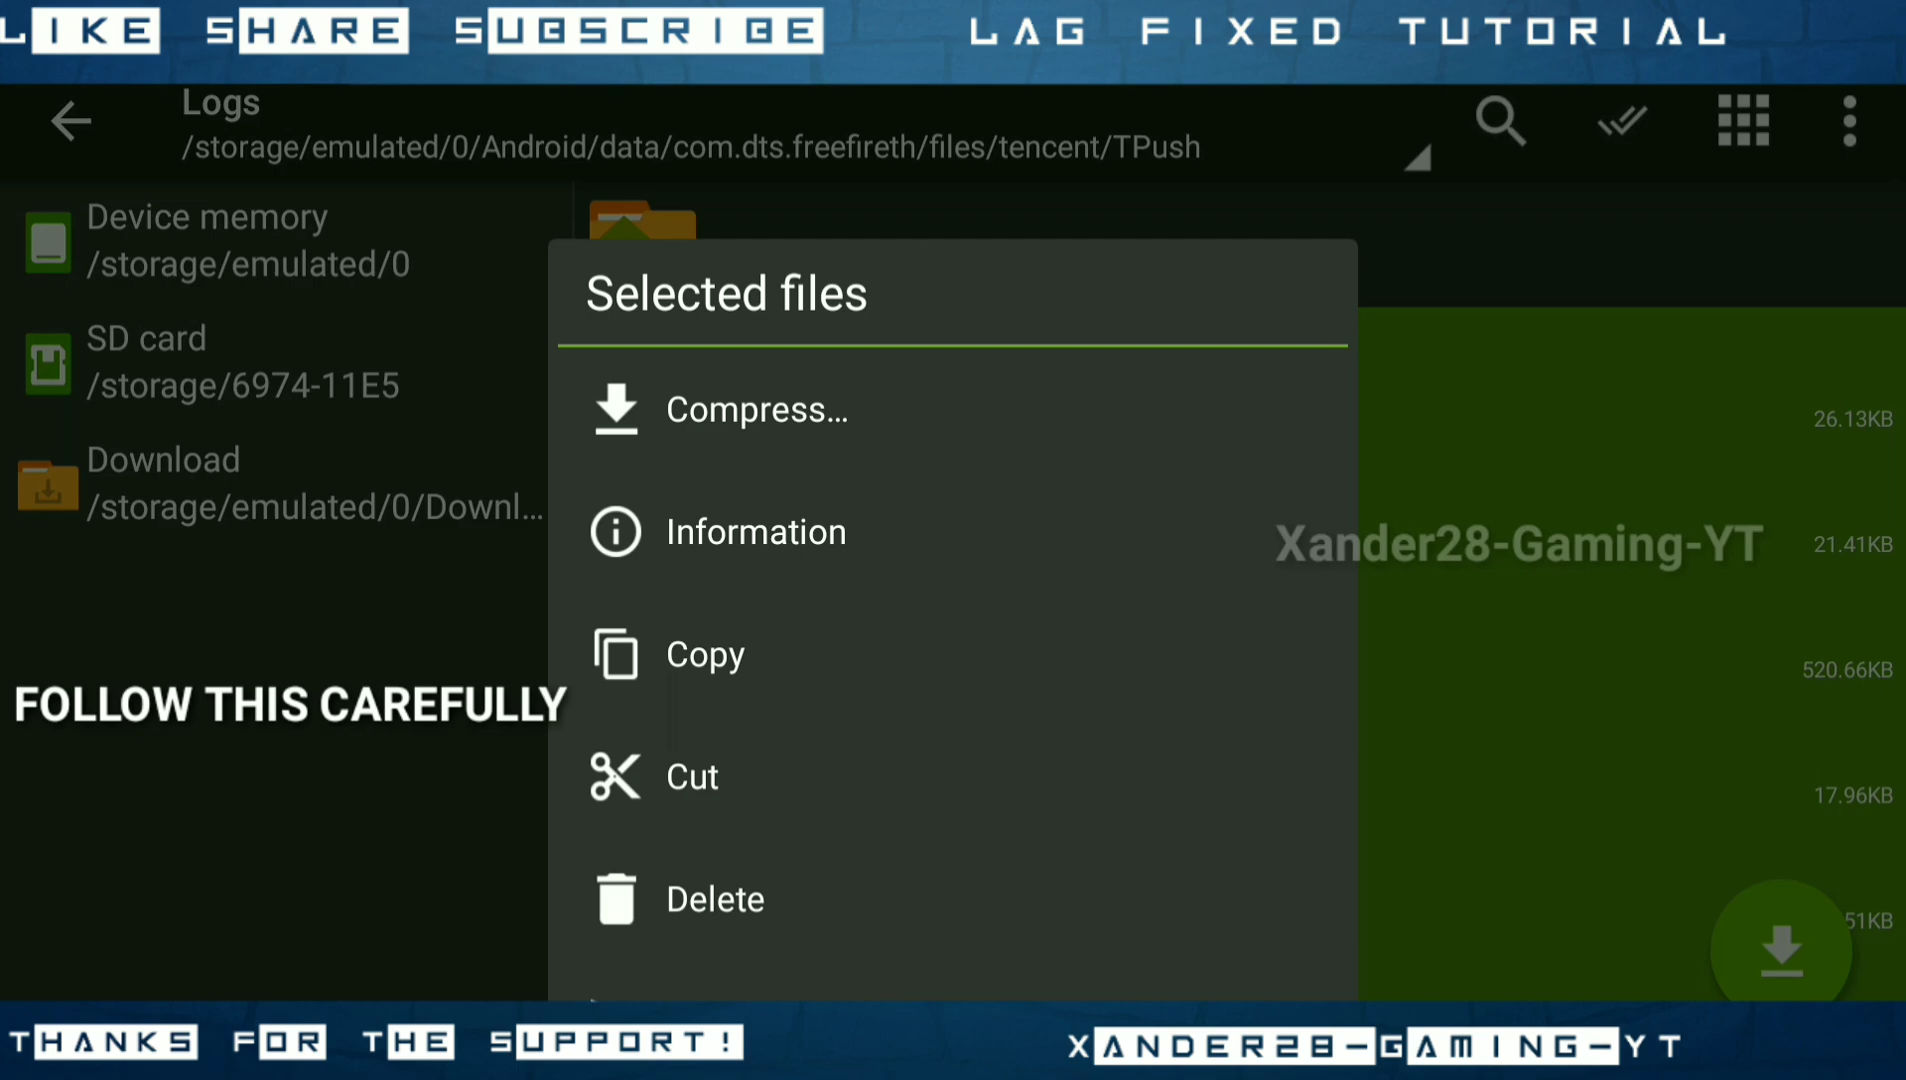 LIKE SHARE SUBSCRIBE
LAG FIXED TUTORIAL
Logs
/storage/emulated/0/Android/data/com.dts.freefireth/files/tencent/TPush
Device memory
/storage/emulated/0
SD card
/storage/6974-11E5
Download
/storage/emulated/0/Downl...
FOLLOW THIS CAREFULLY
Selected files
Compress...
Information
Copy
Cut
Delete
26.13KB
Xander28-Gaming-YT
21.41KB
520.66KB
17.96KB
51KB
THANKS FOR THE SUPPORT!
XANDER28-GAMING-YT